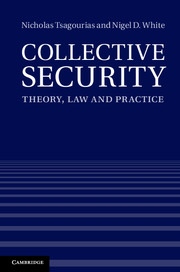 Nicholas Tsagourias and Nigel D. White
COLLECTIVE
SECURITY
THEORY, LAW AND PRACTICE
CAMBRIDGE